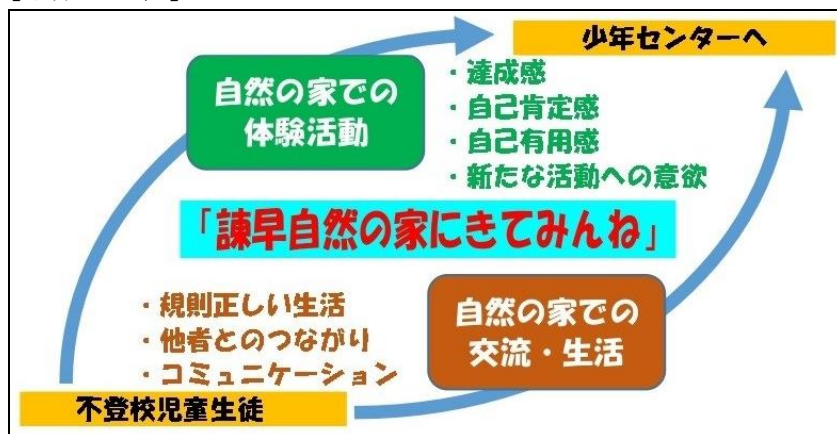 少年センターへ
自然の家での
体験活動
・達成感
・自己肯定感
・自己有用感
・新たな活動への意欲
「諫早自然の家にきてみんね」
・規則正しい生活
・他者とのつながり
・コミュニケーション
自然の家での
交流・生活
不登校児童生徒